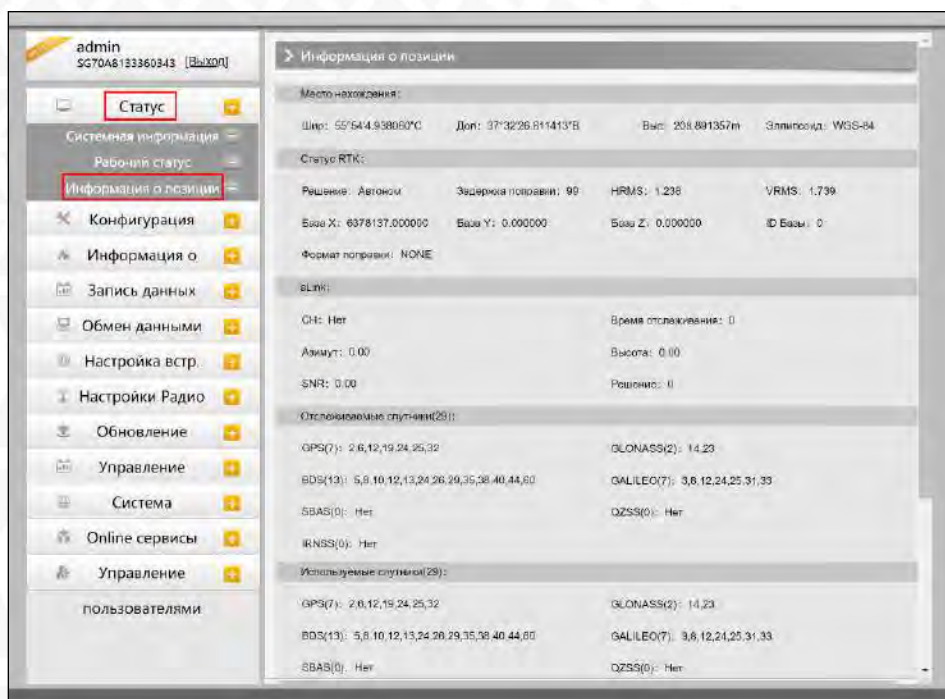 admin
SG70A8133360343 [Выход]
Статус
Системная информация
Рабочий статус
Информация о позиции
Конфигурация
Информация о
Запись данных
Обмен данными
Настройка встр.
Настройки Радио
Обновление
Управление
Система
Online сервисы
Управление
пользователями
Информация о позиции
Место нахождения:
Шир: 55°54'4.938060"С Доп: 37°32'26.611413"В Выс: 208.891357m Эллипсоид: WGS-84
Статус RTK:
Решение: Автоном Задержка поправки: 99 HRMS: 1.238 VRMS: 1.739
База X: 6378137.000000 База Y: 0.000000 База Z: 0.000000 ID Базы: 0
Формат поправки: NONE
aLink:
CH: Нет Время отслеживания: 0
Азимут: 0.00 Высота: 0.00
SNR: 0.00 Решение: 0
Отслеживаемые спутники(29):
GPS(7): 2,6,12,19,24,25,32 GLONASS(2): 14,23
BDS(13): 5,8,10,12,13,24,26,29,35,38,40,44,60 GALILEO(7): 3,8,12,24,25,31,33
SBAS(0): Нет QZSS(0): Нет
IRNSS(0): Нет
Используемые спутники(29):
GPS(7): 2,6,12,19,24,25,32 GLONASS(2): 14,23
BDS(13): 5,8,10,12,13,24,26,29,35,38,40,44,60 GALILEO(7): 3,8,12,24,25,31,33
SBAS(0): Нет QZSS(0): Нет